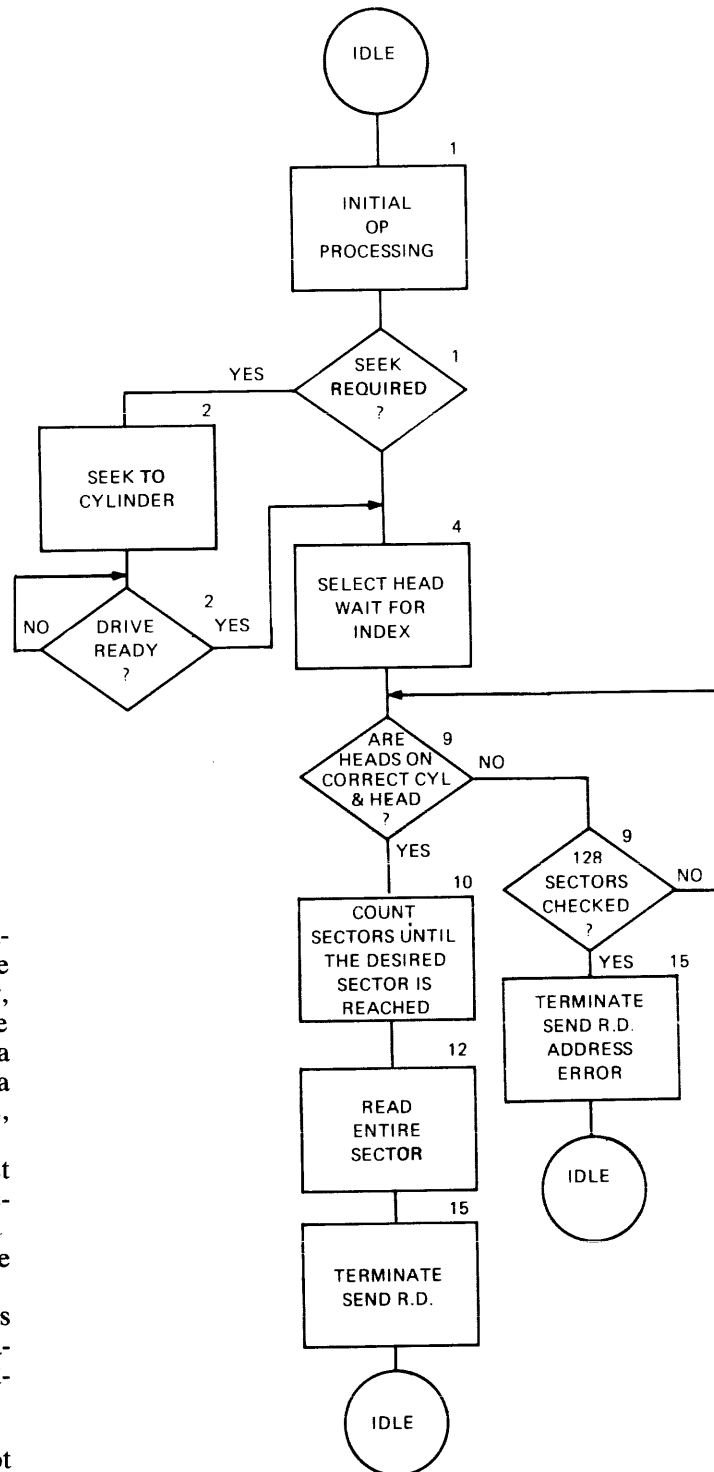 IDLE
1
INITIAL
OP
PROCESSING
1
SEEK
REQUIRED
?
YES
2
SEEK TO
CYLINDER
2
DRIVE
READY
?
NO
YES
4
SELECT HEAD
WAIT FOR
INDEX
9
ARE
HEADS ON
CORRECT CYL
& HEAD
?
NO
YES
9
128
SECTORS
CHECKED
?
NO
YES
10
COUNT
SECTORS UNTIL
THE DESIRED
SECTOR IS
REACHED
15
TERMINATE
SEND R.D.
ADDRESS
ERROR
IDLE
12
READ
ENTIRE
SECTOR
15
TERMINATE
SEND R.D.
IDLE